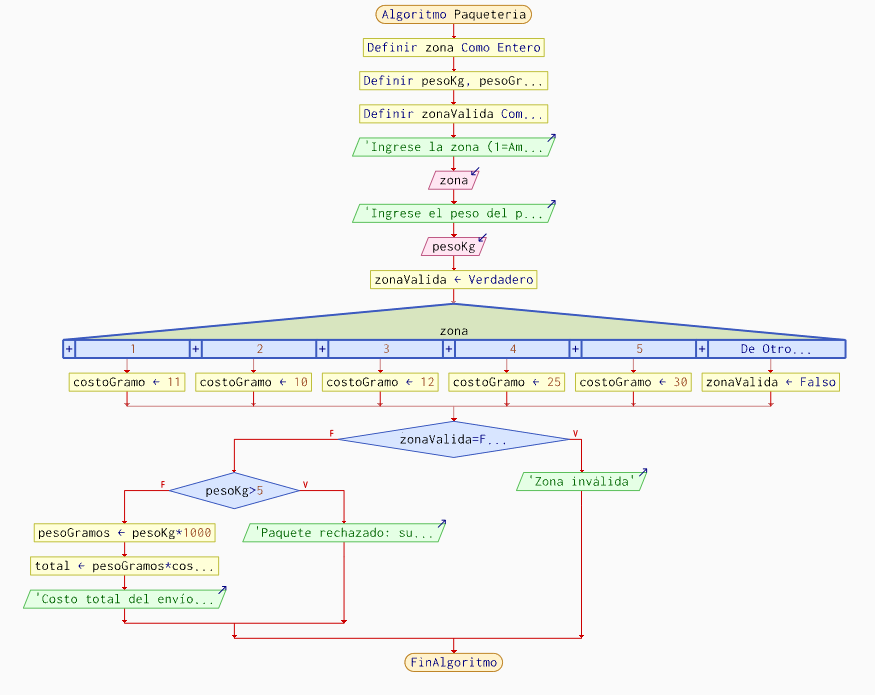 Algoritmo Paqueteria
Definir zona Como Entero
Definir pesoKg, pesoGr...
Definir zonaValida Com...
'Ingrese la zona (1=Am...
zona
'Ingrese el peso del p...
pesoKg
zonaValida ← Verdadero
zona
+ 1 + 2 + 3 + 4 + 5 + De Otro...
costoGramo ← 11 costoGramo ← 10 costoGramo ← 12 costoGramo ← 25 costoGramo ← 30 zonaValida ← Falso
F zonaValida=F... V
'Zona inválida'
F pesoKg>5 V
pesoGramos ← pesoKg*1000 'Paquete rechazado: su...
total ← pesoGramos*cos...
'Costo total del envío...
FinAlgoritmo